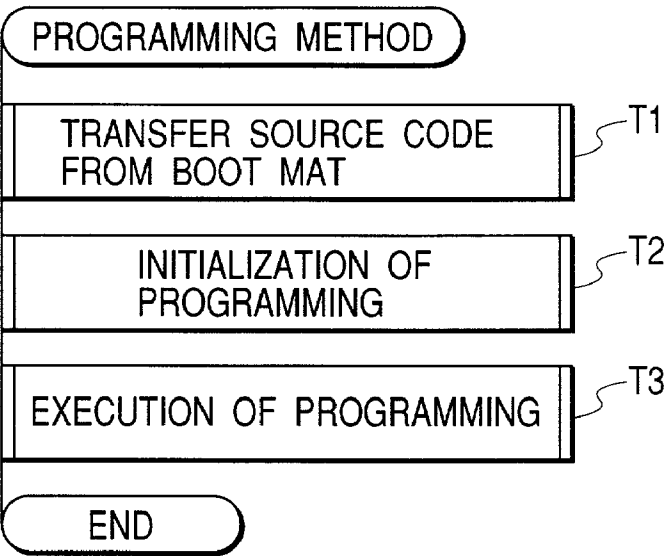 PROGRAMMING METHOD
TRANSFER SOURCE CODE
FROM BOOT MAT
T1
INITIALIZATION OF
PROGRAMMING
T2
EXECUTION OF PROGRAMMING
T3
END